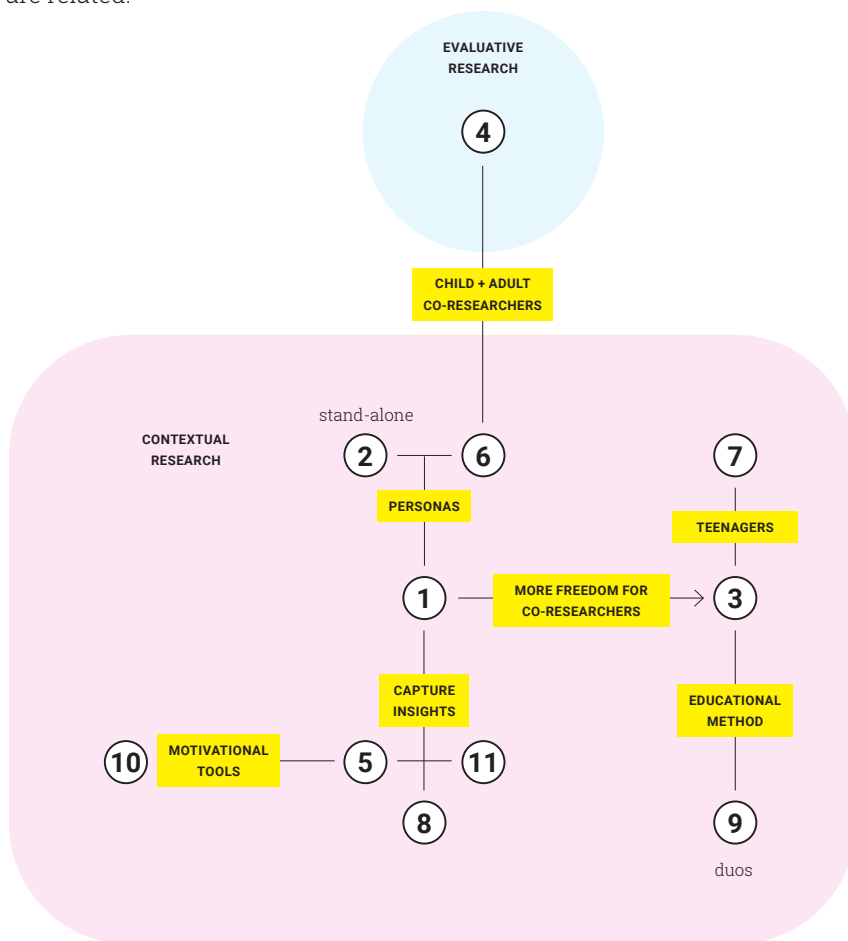 are related.
EVALUATIVE
RESEARCH
4
CHILD + ADULT
CO-RESEARCHERS
stand-alone
CONTEXTUAL
RESEARCH
2
6
7
PERSONAS
TEENAGERS
1
MORE FREEDOM FOR
CO-RESEARCHERS
3
CAPTURE
INSIGHTS
EDUCATIONAL
METHOD
10
MOTIVATIONAL
TOOLS
5
11
8
9
duos